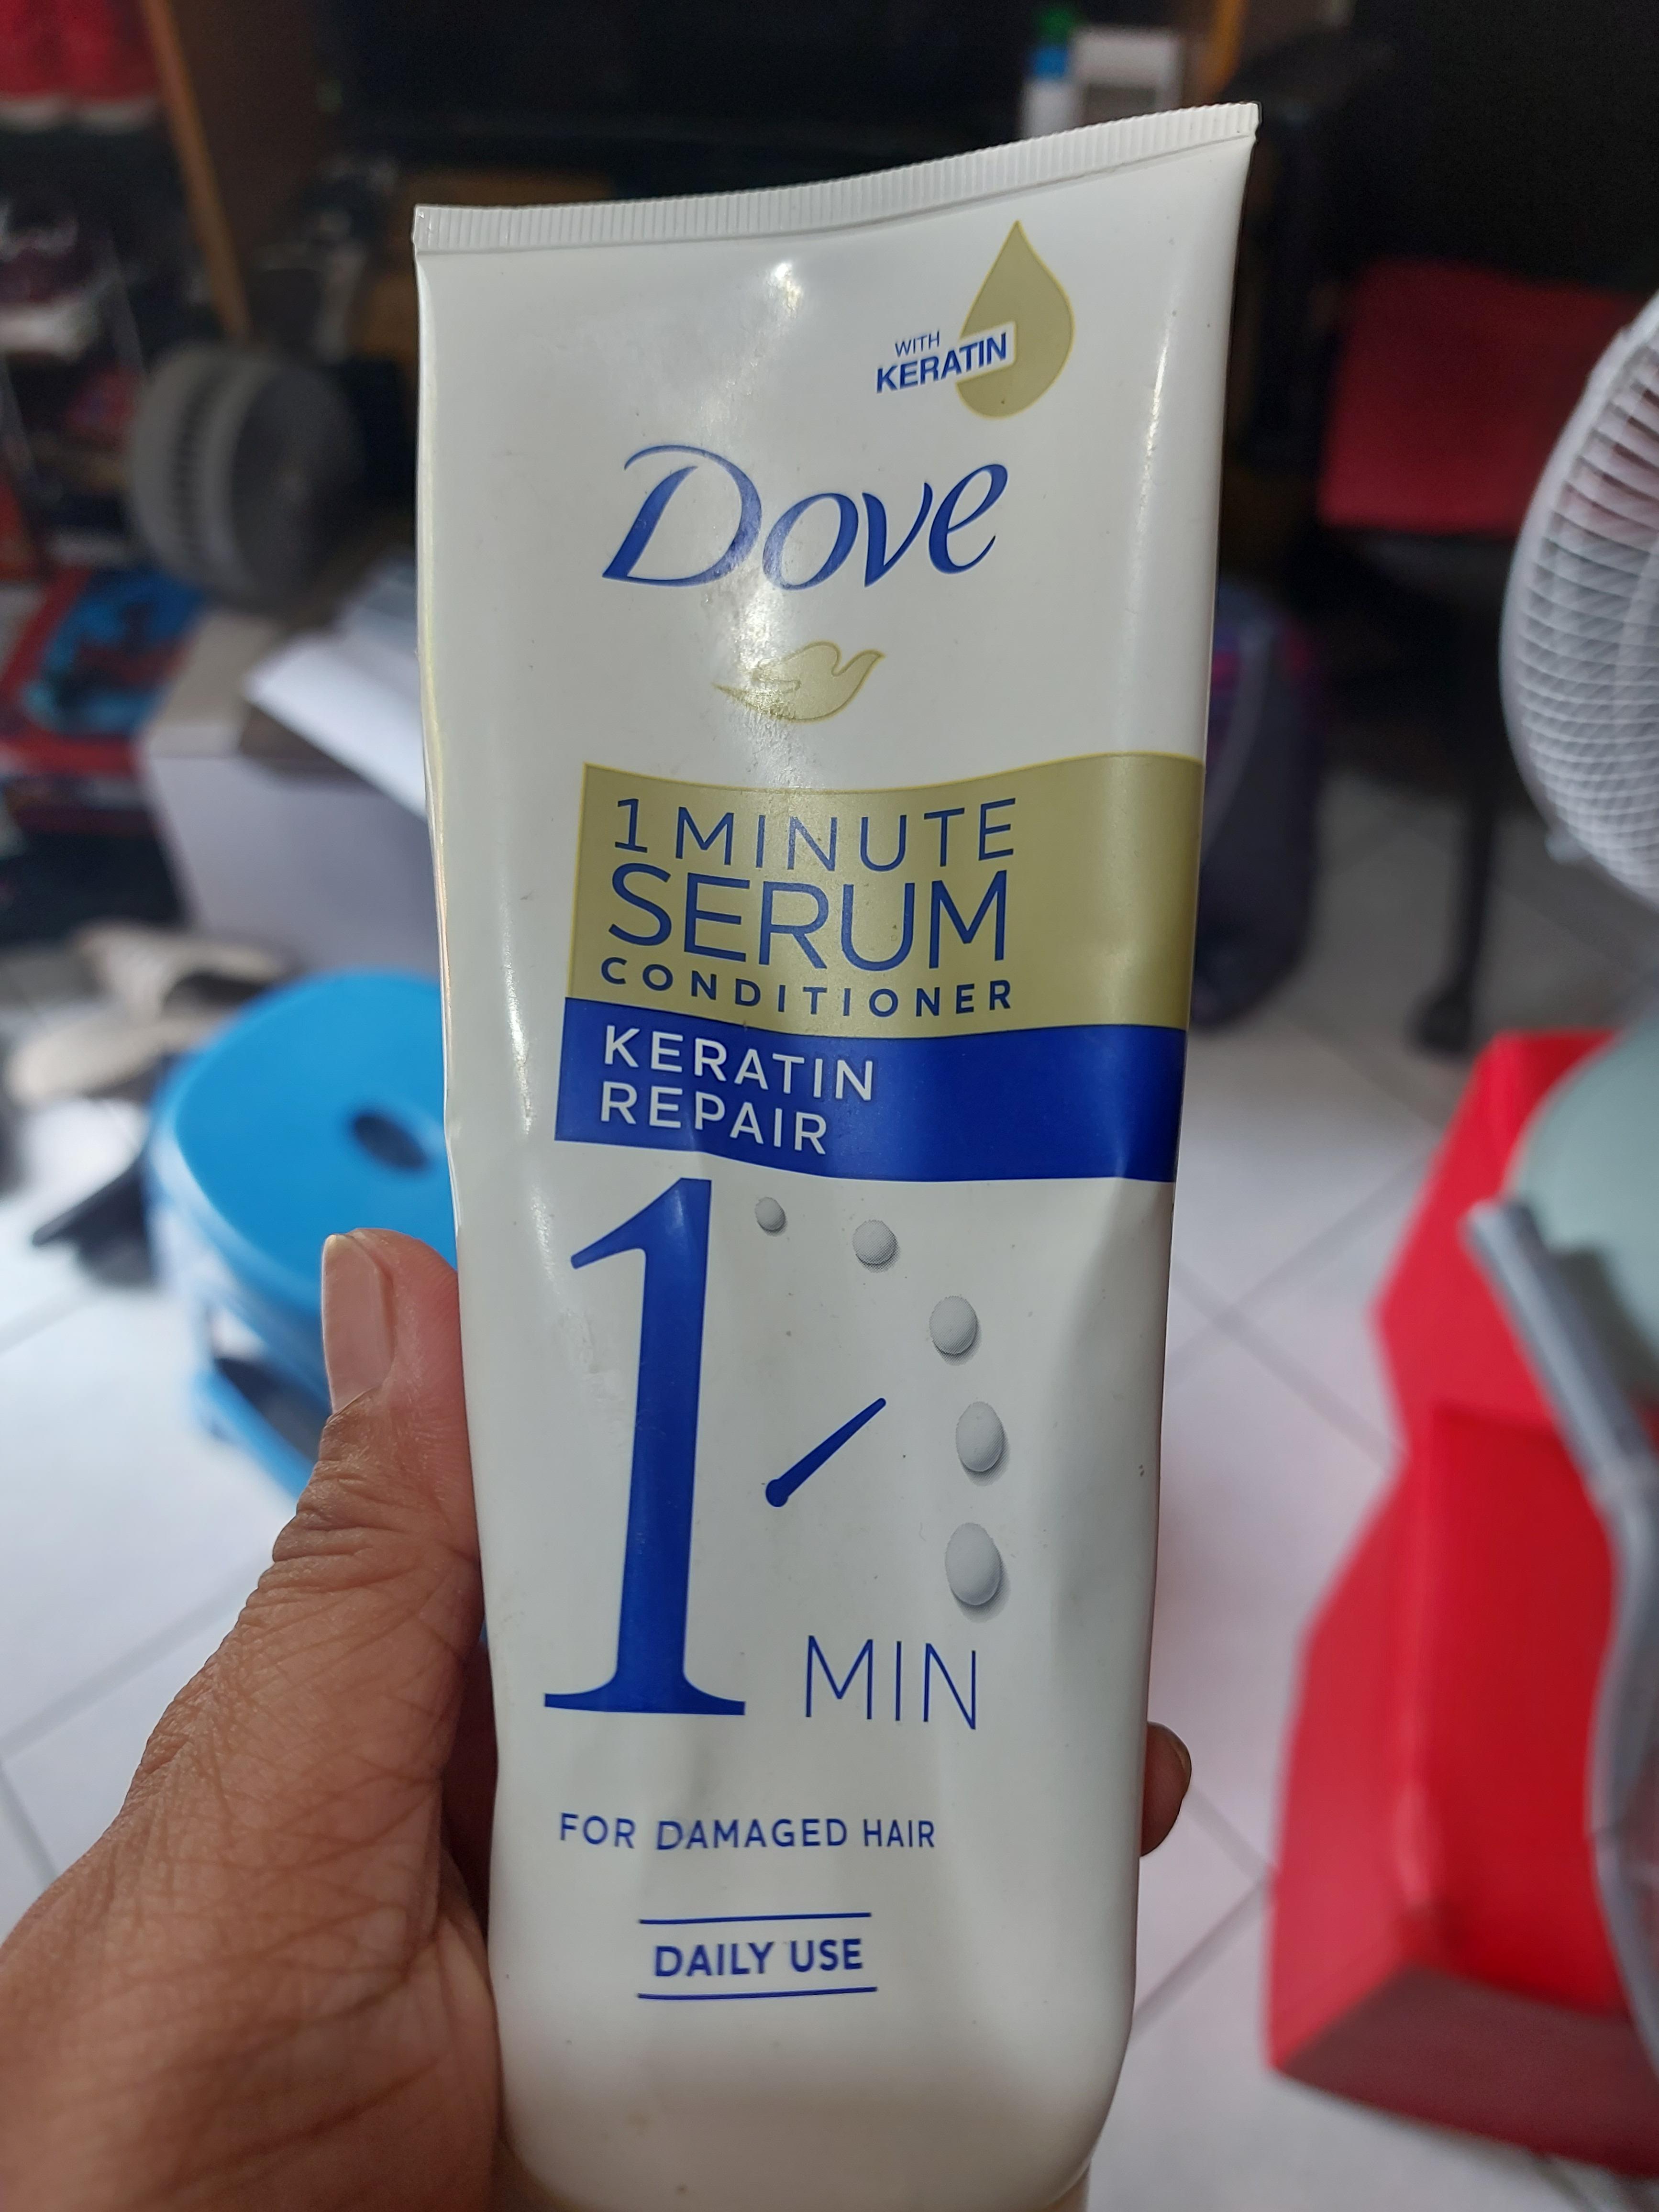 WITH
KERATIN
Dove
1 MINUTE
SERUM
CONDITIONER
KERATIN
REPAIR
1 MIN
FOR DAMAGED HAIR
DAILY USE